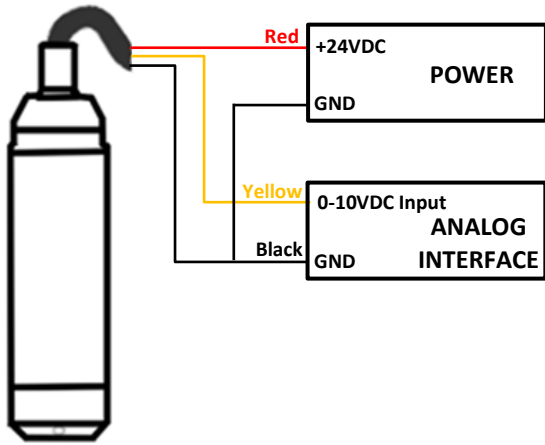 Red
+24VDC
POWER
GND
Yellow
0-10VDC Input
ANALOG
Black
GND
INTERFACE